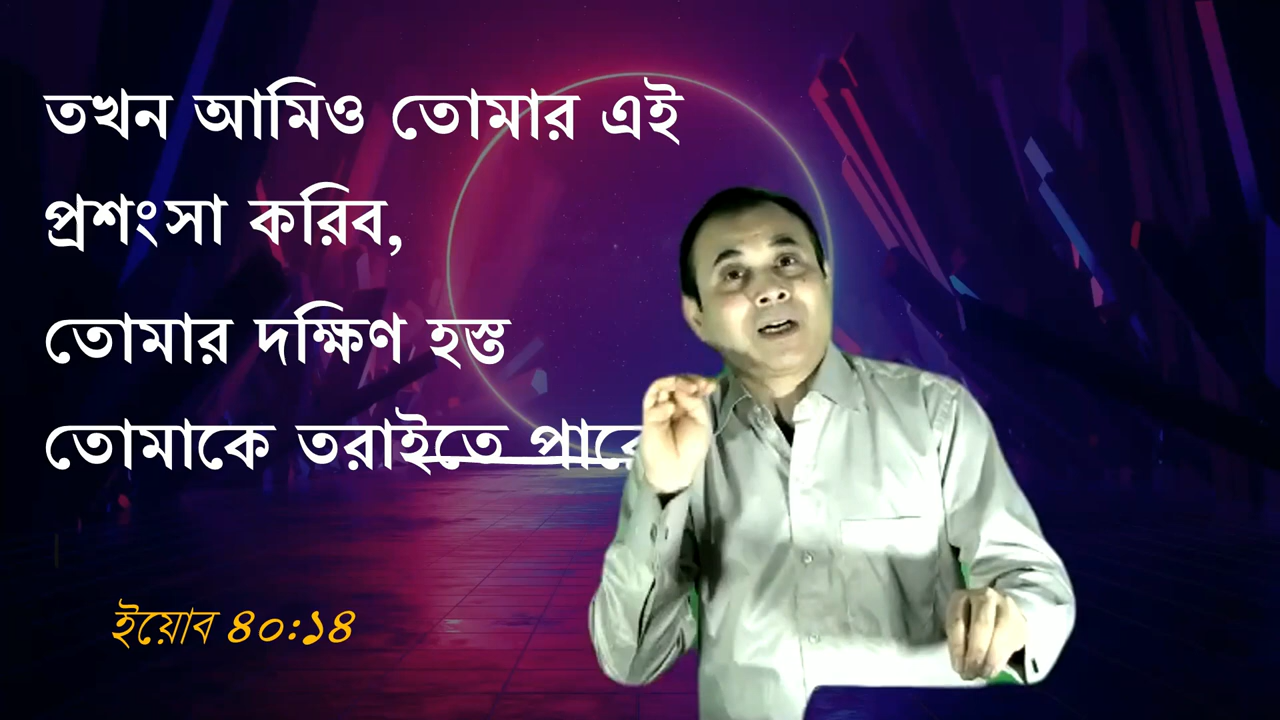 তখন আমিও তোমার এই
প্রশংসা করিব,
তোমার দক্ষিণ হস্ত
তোমাকে তরাইতে পারে
ইয়োব ৪০:১৪